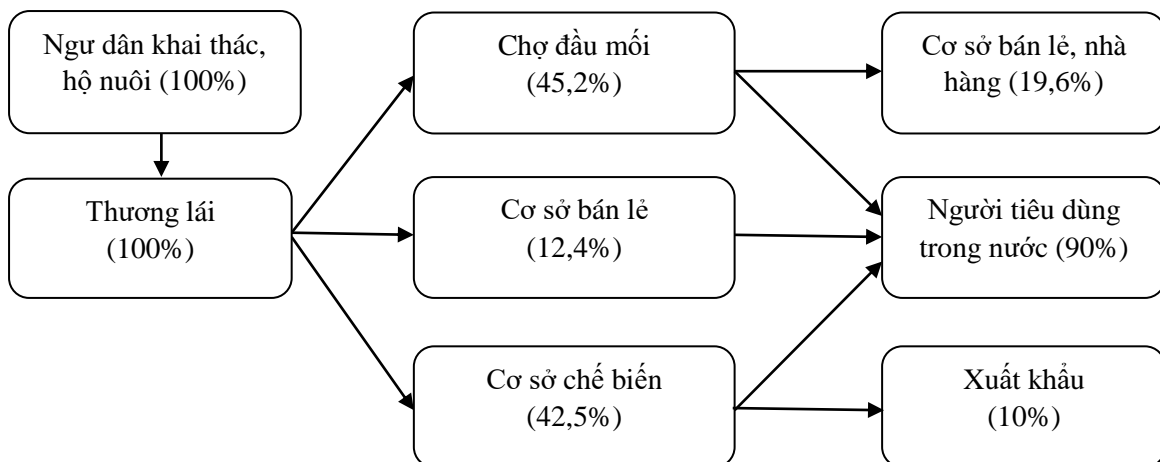 Ngư dân khai thác,
hộ nuôi (100%)
Chợ đầu mối
(45,2%)
Cơ sở bán lẻ, nhà
hàng (19,6%)
Thương lái
(100%)
Cơ sở bán lẻ
(12,4%)
Người tiêu dùng
trong nước (90%)
Cơ sở chế biến
(42,5%)
Xuất khẩu
(10%)